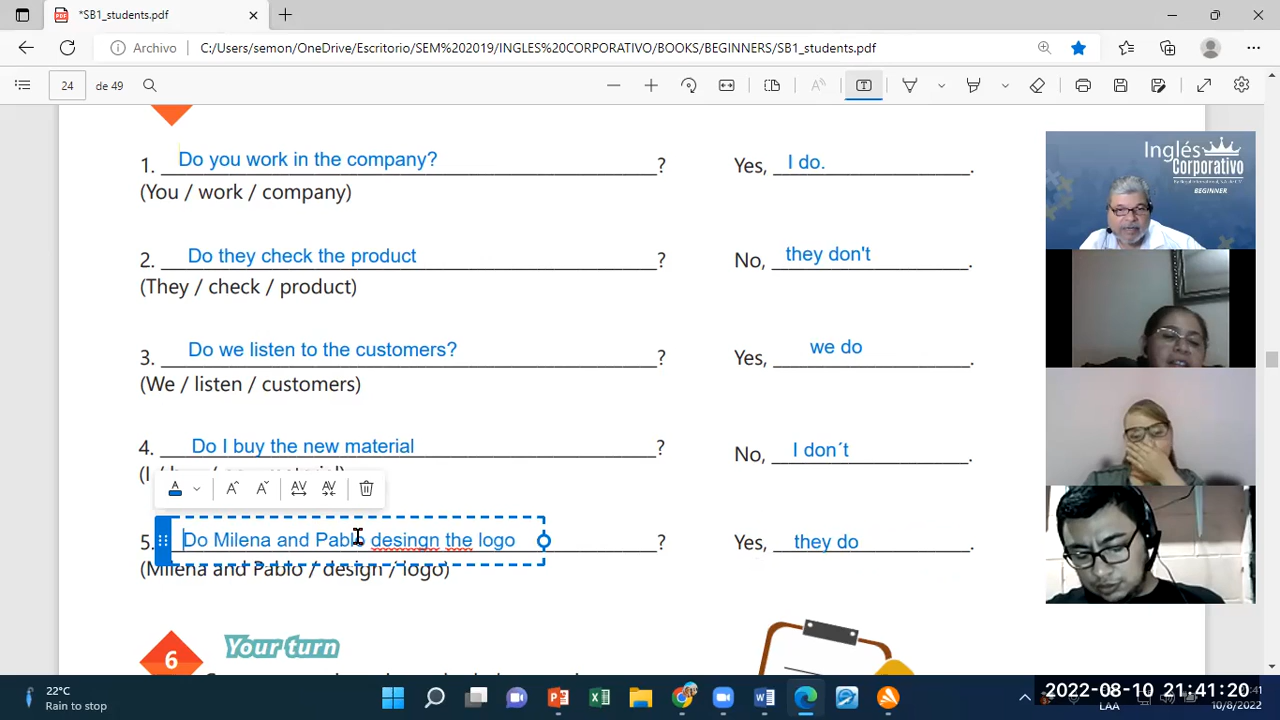 *SB1_students.pdf
Archivo C:/Users/semon/OneDrive/Escritorio/SEM%202019/INGLES%20CORPORATIVO/BOOKS/BEGINNERS/SB1_students.pdf
24 de 49
1. Do you work in the company? ? Yes, I do. .
(You / work / company)
2. Do they check the product ? No, they don't .
(They / check / product)
3. Do we listen to the customers? ? Yes, we do .
(We / listen / customers)
4. Do I buy the new material ? No, I don´t .
5. Do Milena and Pablo desingn the logo ? Yes, they do .
(Milena and Pablo / design / logo)
6 Your turn
Inglés
Corporativo
BEGINNER
22°C
Rain to stop
LAA
2022-08-10 21:41:20
10/8/2022